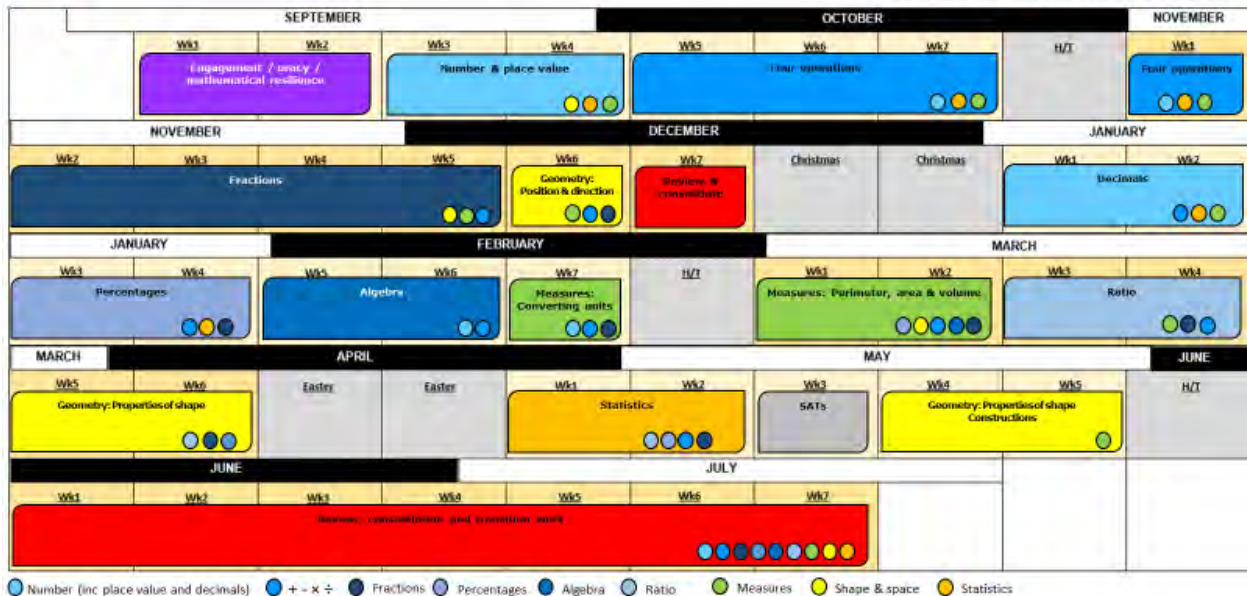 SEPTEMBER OCTOBER NOVEMBER
Wk1 Wk2 Wk3 Wk4 Wk5 Wk6 Wk7 H/T Wk1
Engagement / oracy / mathematical resilience
Number & place value
Four operations
Four operations
NOVEMBER DECEMBER JANUARY
Wk2 Wk3 Wk4 Wk5 Wk6 Wk7 Christmas Christmas Wk1 Wk2
Fractions
Geometry:
Position & direction
Review & consolidate
Decimals
JANUARY FEBRUARY MARCH
Wk3 Wk4 Wk5 Wk6 Wk7 H/T Wk1 Wk2 Wk3 Wk4
Percentages
Algebra
Measures:
Converting units
Measures: Perimeter, area & volume
Ratio
MARCH APRIL MAY JUNE
Wk5 Wk6 Easter Easter Wk1 Wk2 Wk3 Wk4 Wk5 H/T
Geometry: Properties of shape
Statistics
SATs
Geometry: Properties of shape
Constructions
JUNE JULY
Wk1 Wk2 Wk3 Wk4 Wk5 Wk6 Wk7
and transition work
Number (inc place value and decimals) + - × ÷ Fractions Percentages Algebra Ratio Measures Shape & space Statistics